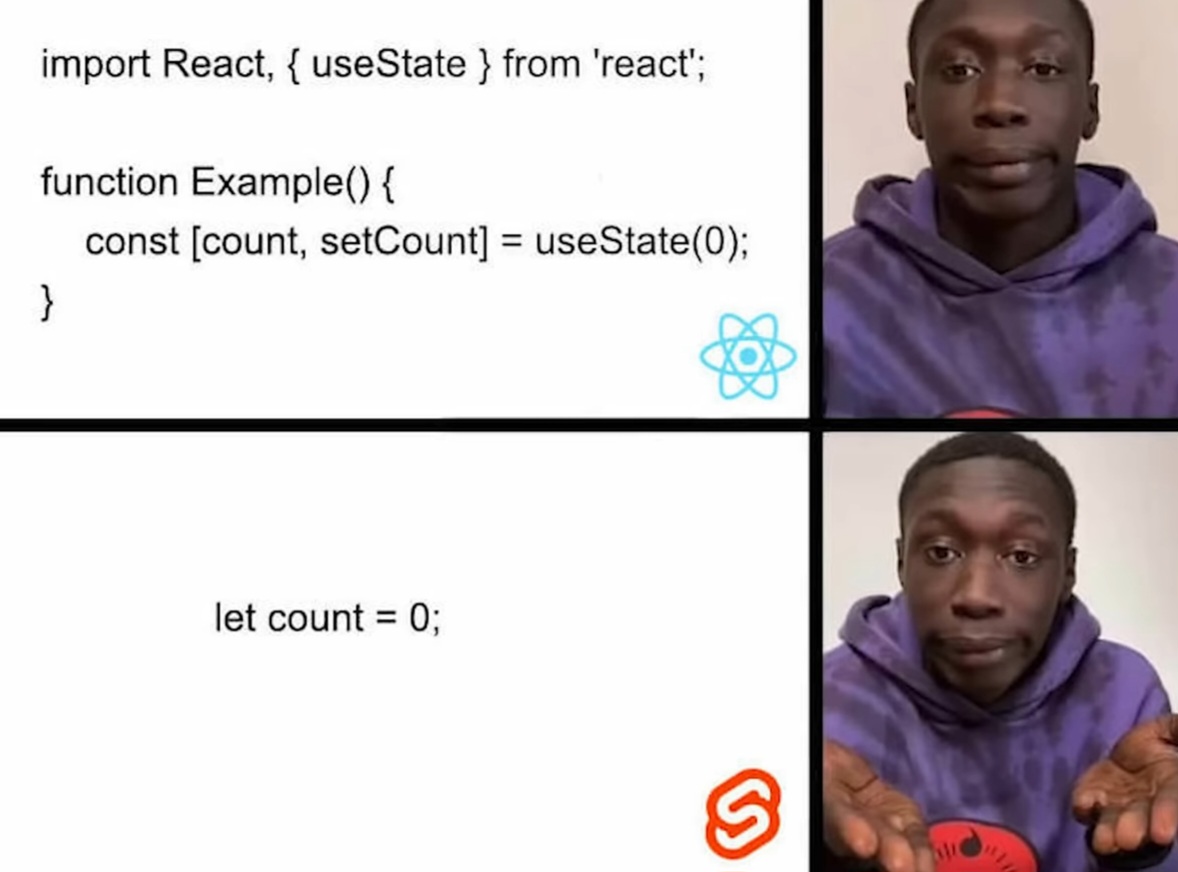 import React, { useState } from 'react';
function Example() {
const [count, setCount] = useState(0);
}
let count = 0;